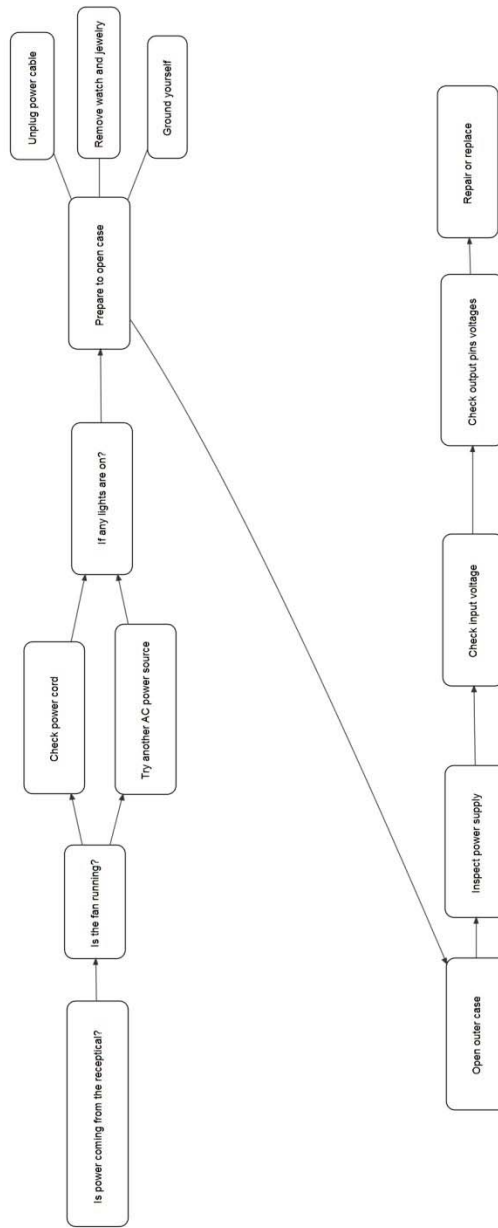 Is power coming from the receptical?
Is the fan running?
Check power cord
Try another AC power source
If any lights are on?
Prepare to open case
Unplug power cable
Remove watch and jewelry
Ground yourself
Open outer case
Inspect power supply
Check input voltage
Check output pins voltages
Repair or replace